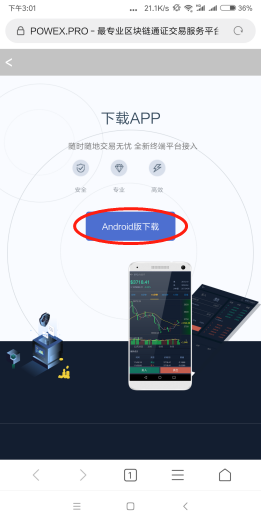 下午3:01
21.1K/s
36%
POWEX.PRO - 最专业区块链通证交易服务平台
下载APP
随时随地交易无忧 全新终端平台接入
安全
专业
高效
Android版下载
$3718.41
1